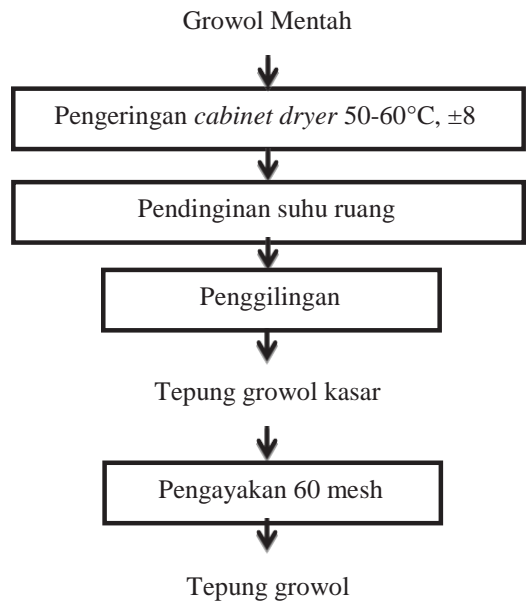 Growol Mentah
Pengeringan cabinet dryer 50-60°C, ±8
Pendinginan suhu ruang
Penggilingan
Tepung growol kasar
Pengayakan 60 mesh
Tepung growol